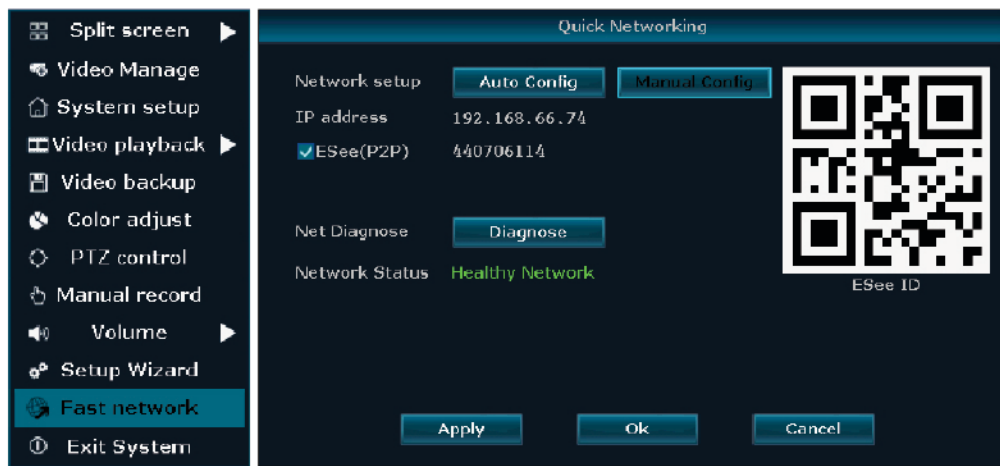 Split screen
Video Manage
System setup
Video playback
Video backup
Color adjust
PTZ control
Manual record
Volume
Setup Wizard
Fast network
Exit System
Quick Networking
Network setup Auto Config Manual Config
IP address 192.168.66.74
ESee(P2P) 440706114
Net Diagnose Diagnose
Network Status Healthy Network
ESee ID
Apply Ok Cancel